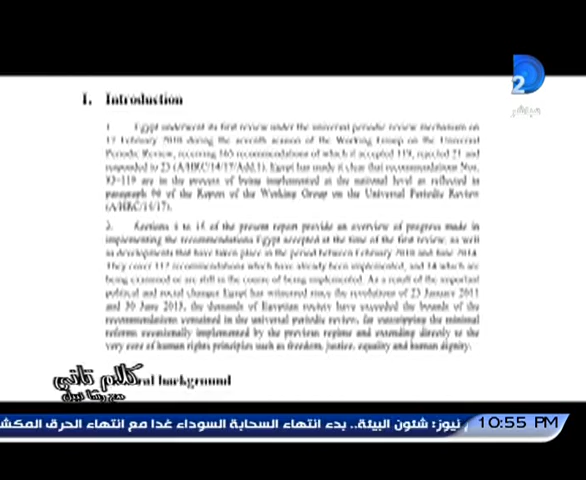 2
مباشر
I. Introduction
1. Egypt underwent its first review under the universal periodic review mechanism on
17 February 2010 during the seventh session of the Working Group on the Universal
Periodic Review, receiving 165 recommendations of which it accepted 119, rejected 21 and
responded to 25 (A/HRC/14/17/Add.1). Egypt has made it clear that recommendations Nos.
93-119 are in the process of being implemented at the national level as reflected in
paragraph 96 of the Report of the Working Group on the Universal Periodic Review
(A/HRC/14/17).
2. Sections 4 to 15 of the present report provide an overview of progress made in
implementing the recommendations Egypt accepted at the time of the first review, as well
as developments that have taken place in the period between February 2010 and June 2014.
They cover 112 recommendations which have already been implemented, and 14 which are
being examined or are still in the course of being implemented. As a result of the important
political and social changes Egypt has witnessed since the revolutions of 25 January 2011
and 30 June 2013, the demands of Egyptian society have exceeded the bounds of the
recommendations contained in the universal periodic review, far outstripping the minimal
reforms occasionally implemented by the previous regime and extending directly to the
very core of human rights principles such as freedom, justice, equality and human dignity.
ral background
كلام تاني
مع رشا نبيل
م نيوز: شئون البيئة.. بدء انتهاء السحابة السوداء غدا مع انتهاء الحرق المكش
10:55 PM